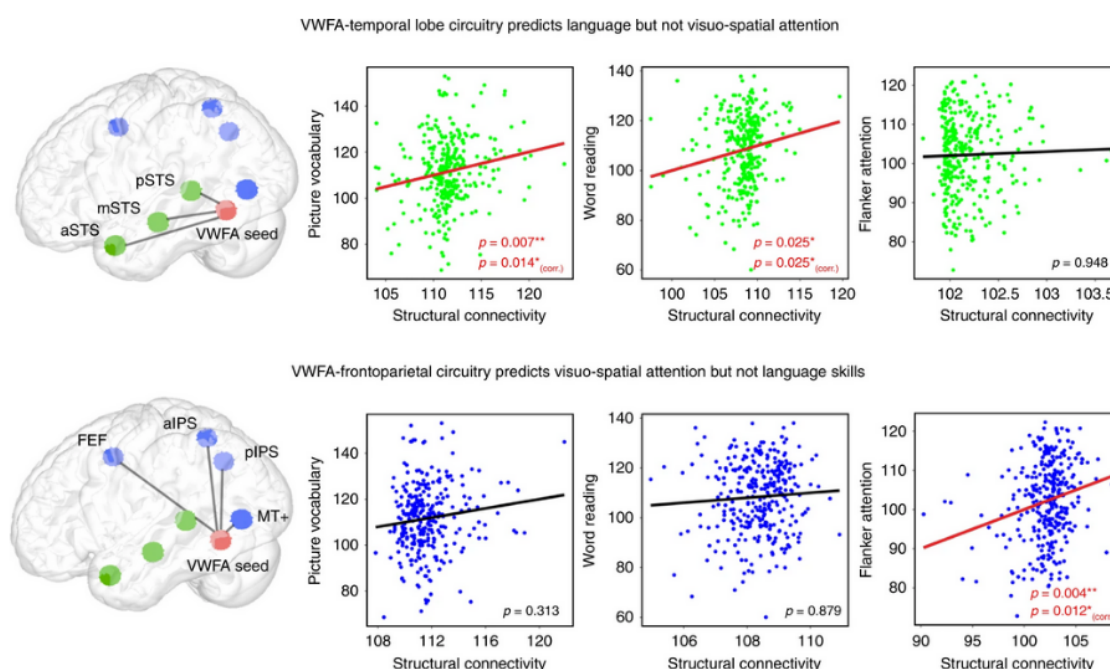 VWFA-temporal lobe circuitry predicts language but not visuo-spatial attention
pSTS
mSTS
aSTS
VWFA seed
Picture vocabulary
140
120
100
80
p = 0.007**
p = 0.014*(corr.)
105 110 115 120
Structural connectivity
Word reading
140
120
100
80
60
p = 0.025*
p = 0.025*(corr.)
100 105 110 115 120
Structural connectivity
Flanker attention
120
110
100
90
80
p = 0.948
102 102.5 103 103.5
Structural connectivity
VWFA-frontoparietal circuitry predicts visuo-spatial attention but not language skills
FEF
aIPS
pIPS
MT+
VWFA seed
Picture vocabulary
140
120
100
80
p = 0.313
108 112 116 120
Structural connectivity
Word reading
140
120
100
80
60
p = 0.879
106 108 110
Structural connectivity
Flanker attention
120
110
100
90
80
p = 0.004**
p = 0.012*(corr.)
90 95 100 105
Structural connectivity